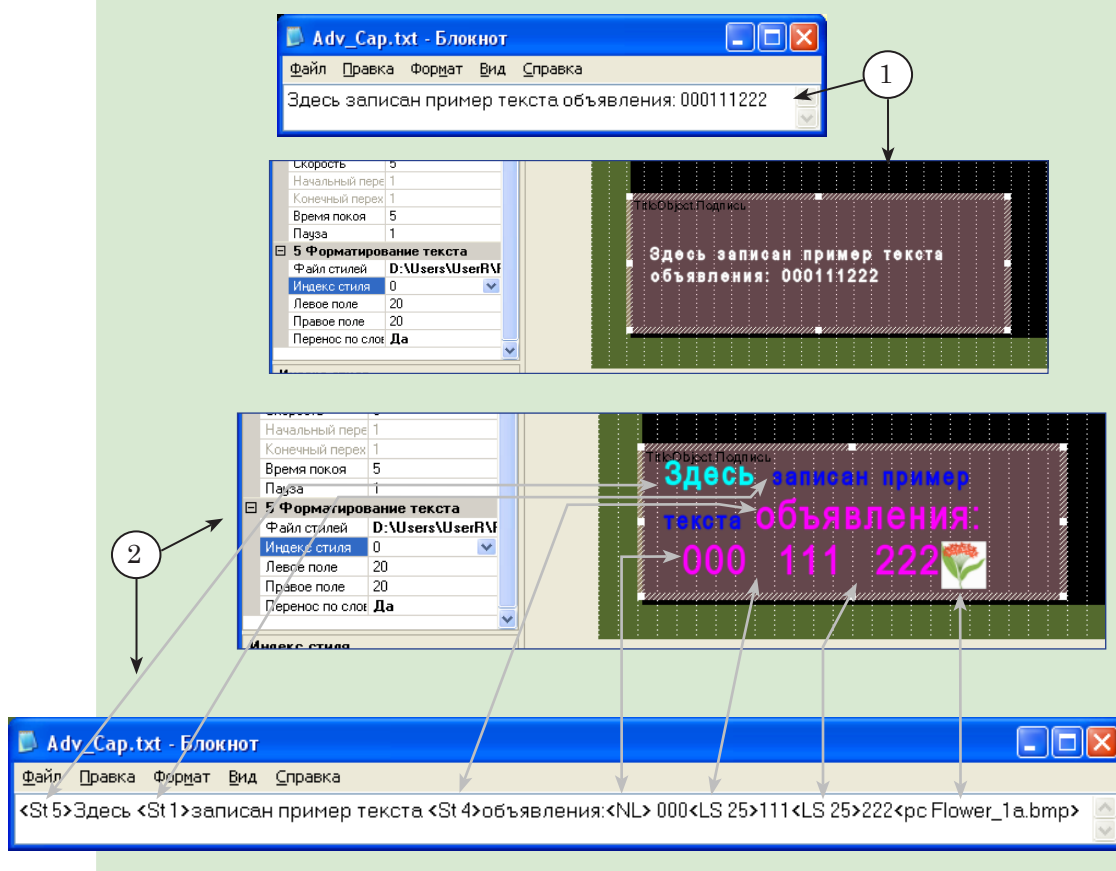 Adv_Cap.txt - Блокнот
Файл Правка Формат Вид Справка
Здесь записан пример текста объявления: 000111222
1
Скорость 5
Начальный пере 1
Конечный перех 1
Время покоя 5
Пауза 1
5 Форматирование текста
Файл стилей D:\Users\UserR\F
Индекс стиля 0
Левое поле 20
Правое поле 20
Перенос по слов Да
TitleObject.Подпись
Здесь записан пример текста
объявления: 000111222
Начальный пере 1
Конечный перех 1
Время покоя 5
Пауза 1
5 Форматирование текста
Файл стилей D:\Users\UserR\F
Индекс стиля 0
Левое поле 20
Правое поле 20
Перенос по слов Да
Индекс стиля
TitleObject.Подпись
Здесь записан пример
текста объявления:
000 111 222
2
Adv_Cap.txt - Блокнот
Файл Правка Формат Вид Справка
<St 5>Здесь <St 1>записан пример текста <St 4>объявления:<NL> 000<LS 25>111<LS 25>222<pc Flower_1a.bmp>